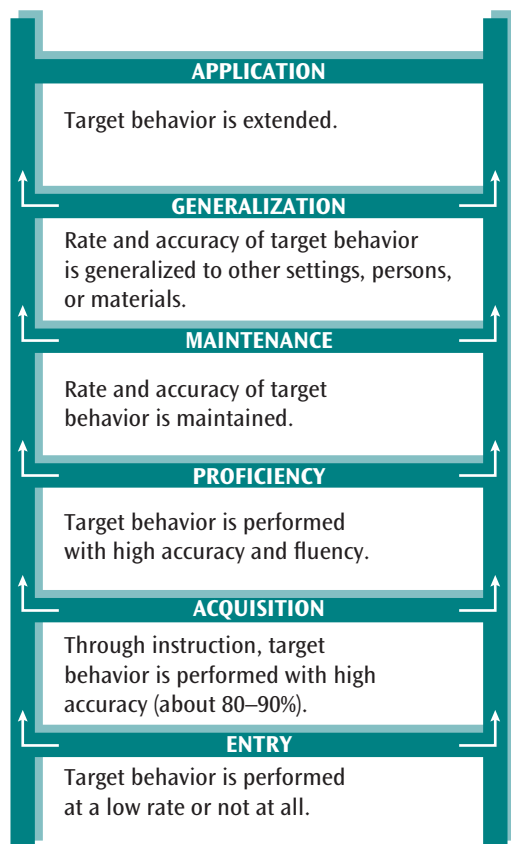 APPLICATION
Target behavior is extended.
GENERALIZATION
Rate and accuracy of target behavior
is generalized to other settings, persons,
or materials.
MAINTENANCE
Rate and accuracy of target
behavior is maintained.
PROFICIENCY
Target behavior is performed
with high accuracy and fluency.
ACQUISITION
Through instruction, target
behavior is performed with high
accuracy (about 80–90%).
ENTRY
Target behavior is performed
at a low rate or not at all.